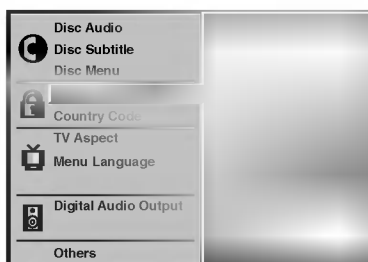 Disc Audio
Disc Subtitle
Disc Menu
Country Code
TV Aspect
Menu Language
Digital Audio Output
Others